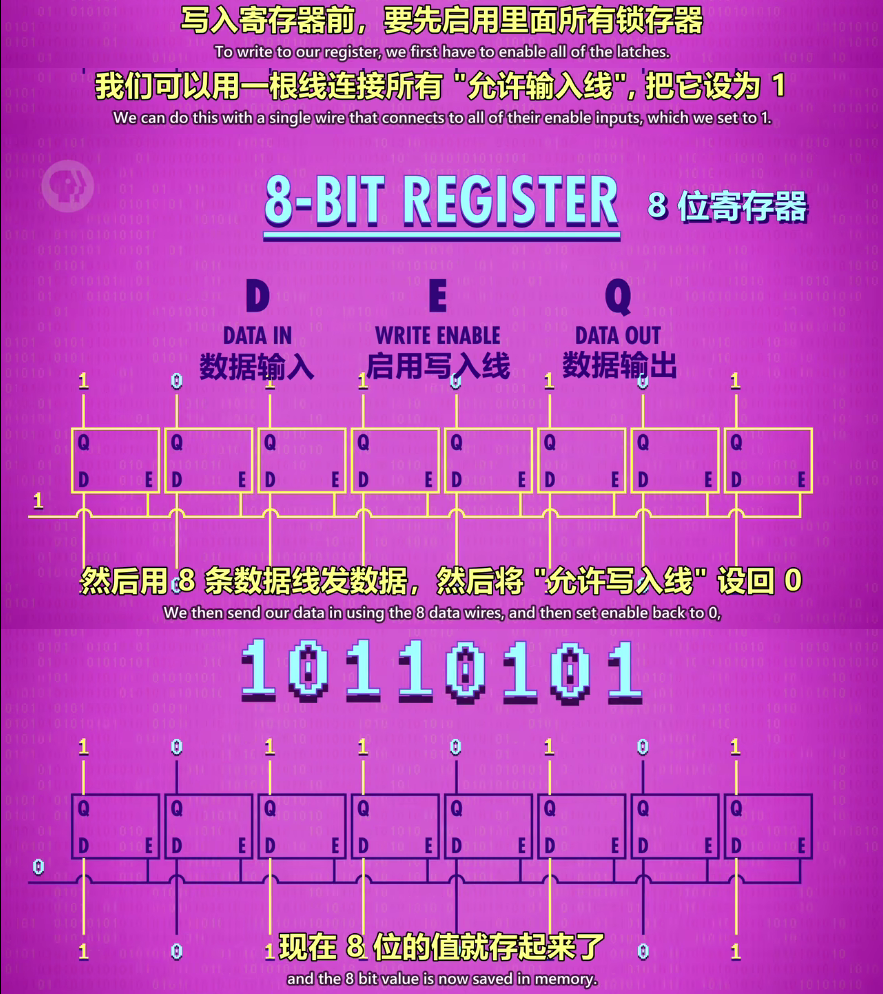 写入寄存器前，要先启用里面所有锁存器
To write to our register, we first have to enable all of the latches.
我们可以用一根线连接所有 "允许输入线", 把它设为 1
We can do this with a single wire that connects to all of their enable inputs, which we set to 1.
8-BIT REGISTER 8 位寄存器
D E Q
DATA IN WRITE ENABLE DATA OUT
数据输入 启用写入线 数据输出
1 0 1 1 0 1 0 1
Q Q Q Q Q Q Q Q
D E D E D E D E D E D E D E D E
1
然后用 8 条数据线发数据，然后将 "允许写入线" 设回 0
We then send our data in using the 8 data wires, and then set enable back to 0,
10110101
1 0 1 1 0 1 0 1
Q Q Q Q Q Q Q Q
D E D E D E D E D E D E D E D E
0
1 0 1 0 1
现在 8 位的值就存起来了
and the 8 bit value is now saved in memory.